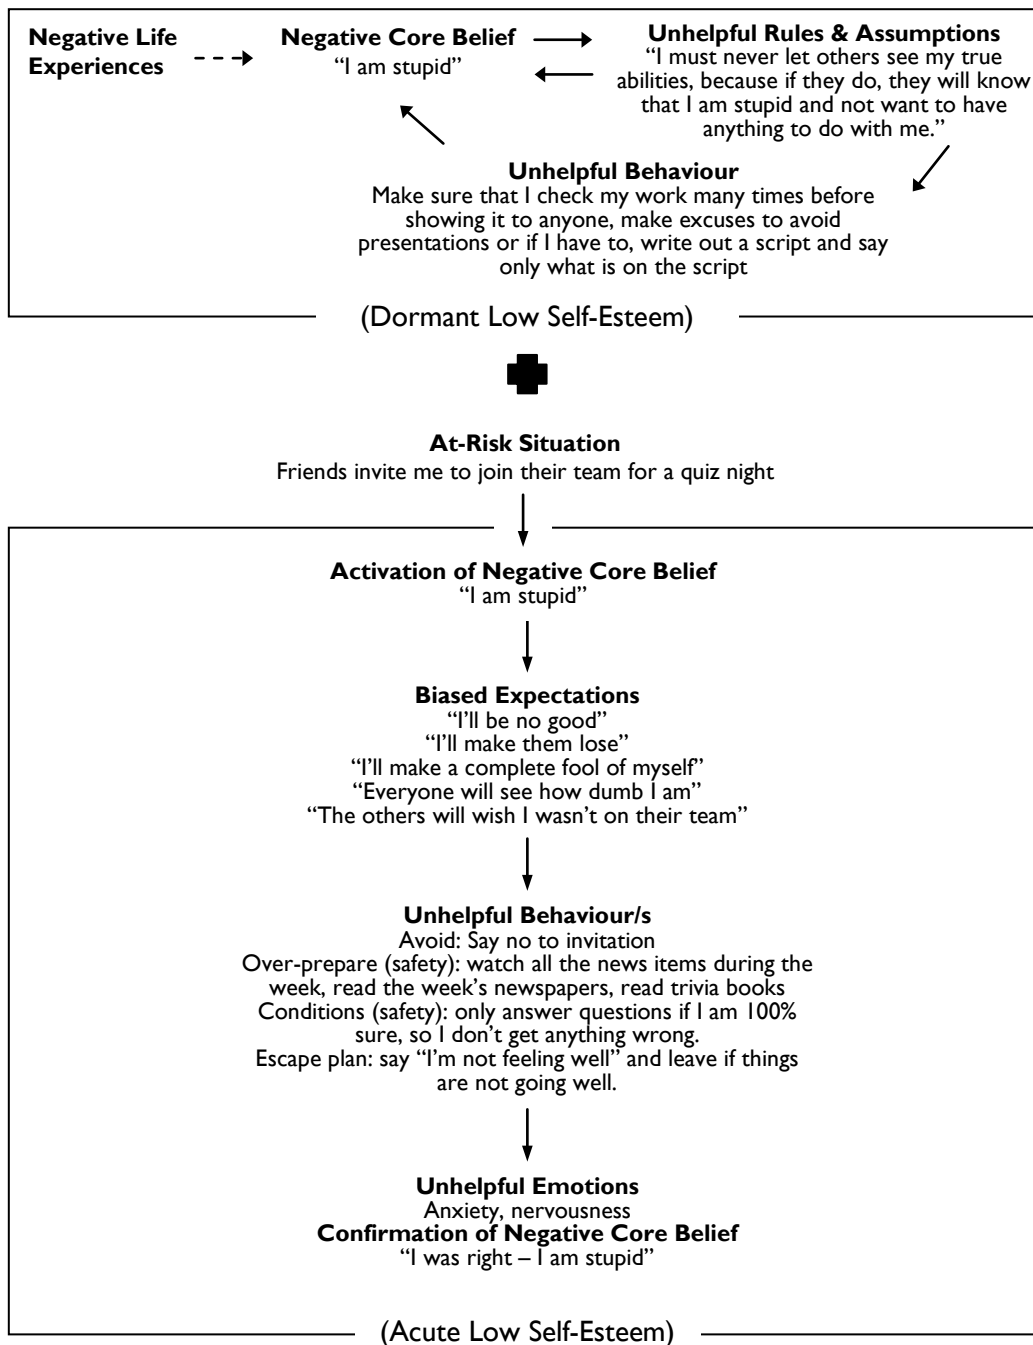 Negative Life
Experiences
Negative Core Belief
“I am stupid”
Unhelpful Rules & Assumptions
“I must never let others see my true
abilities, because if they do, they will know
that I am stupid and not want to have
anything to do with me.”
Unhelpful Behaviour
Make sure that I check my work many times before
showing it to anyone, make excuses to avoid
presentations or if I have to, write out a script and say
only what is on the script
(Dormant Low Self-Esteem)
At-Risk Situation
Friends invite me to join their team for a quiz night
Activation of Negative Core Belief
“I am stupid”
Biased Expectations
“I’ll be no good”
“I’ll make them lose”
“I’ll make a complete fool of myself”
“Everyone will see how dumb I am”
“The others will wish I wasn’t on their team”
Unhelpful Behaviour/s
Avoid: Say no to invitation
Over-prepare (safety): watch all the news items during the
week, read the week’s newspapers, read trivia books
Conditions (safety): only answer questions if I am 100%
sure, so I don’t get anything wrong.
Escape plan: say “I’m not feeling well” and leave if things
are not going well.
Unhelpful Emotions
Anxiety, nervousness
Confirmation of Negative Core Belief
“I was right – I am stupid”
(Acute Low Self-Esteem)